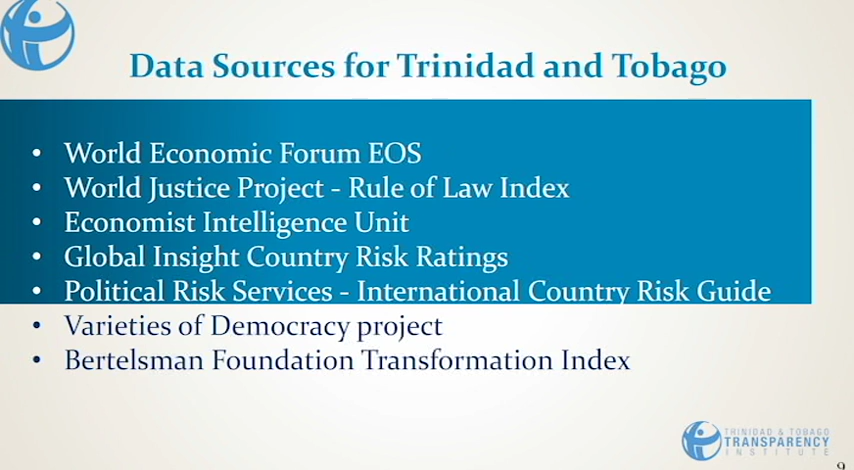 Data Sources for Trinidad and Tobago
• World Economic Forum EOS
• World Justice Project - Rule of Law Index
• Economist Intelligence Unit
• Global Insight Country Risk Ratings
• Political Risk Services - International Country Risk Guide
• Varieties of Democracy project
• Bertelsman Foundation Transformation Index
TRINIDAD & TOBAGO
TRANSPARENCY
INSTITUTE
9